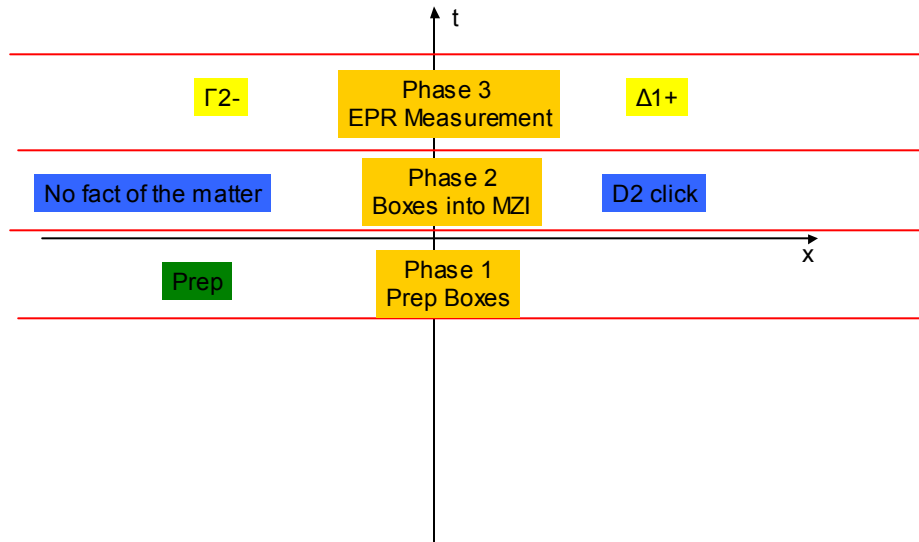 t
Γ2-
Phase 3
EPR Measurement
Δ1+
No fact of the matter
Phase 2
Boxes into MZI
D2 click
x
Prep
Phase 1
Prep Boxes